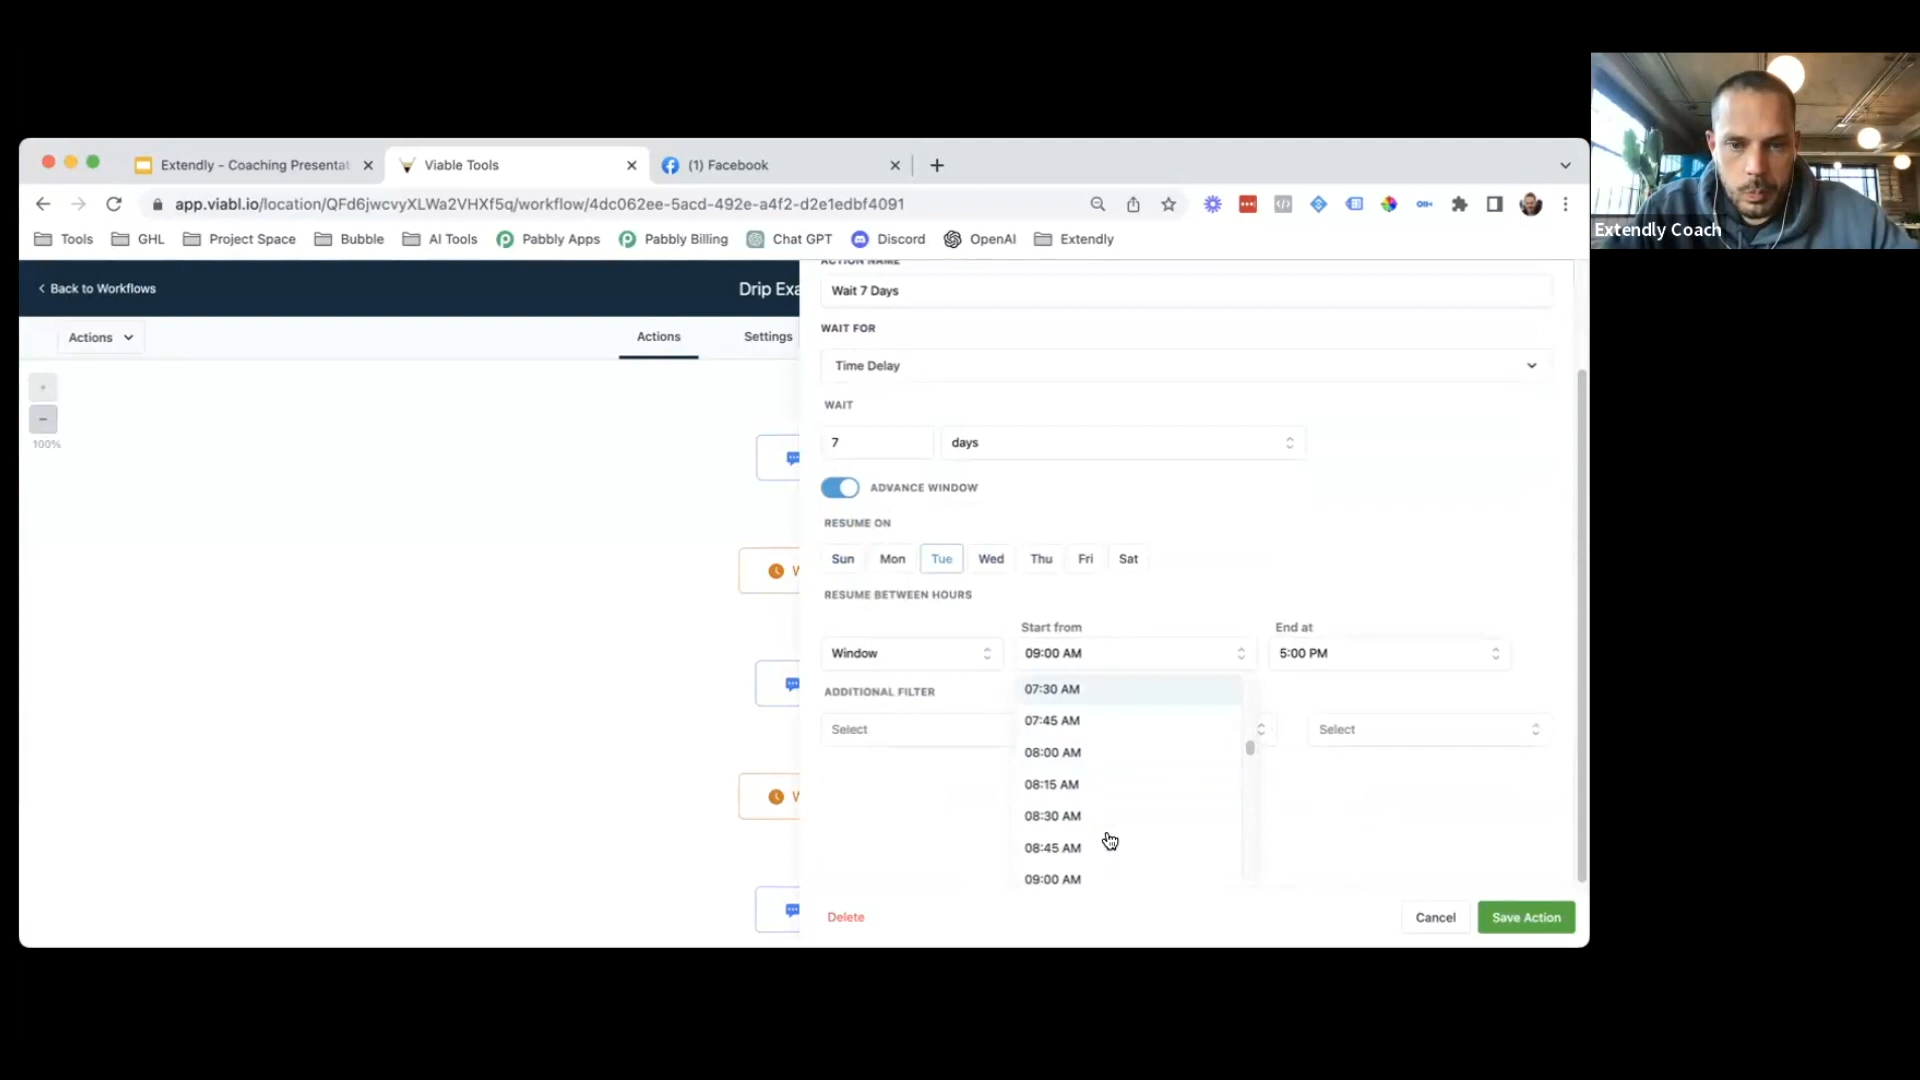 Extendly - Coaching Presentat
Viable Tools
(1) Facebook
app.viabl.io/location/QFd6jwcvyXLWa2VHXf5q/workflow/4dc062ee-5acd-492e-a4f2-d2e1edbf4091
Tools
GHL
Project Space
Bubble
AI Tools
Pabbly Apps
Pabbly Billing
Chat GPT
Discord
OpenAI
Extendly
Extendly Coach
Back to Workflows
Drip Exa
Actions
Actions
Settings
100%
ACTION NAME
Wait 7 Days
WAIT FOR
Time Delay
WAIT
7
days
ADVANCE WINDOW
RESUME ON
Sun Mon Tue Wed Thu Fri Sat
RESUME BETWEEN HOURS
Start from
End at
Window
09:00 AM
5:00 PM
ADDITIONAL FILTER
Select
Select
07:30 AM
07:45 AM
08:00 AM
08:15 AM
08:30 AM
08:45 AM
09:00 AM
W
W
Delete
Cancel
Save Action